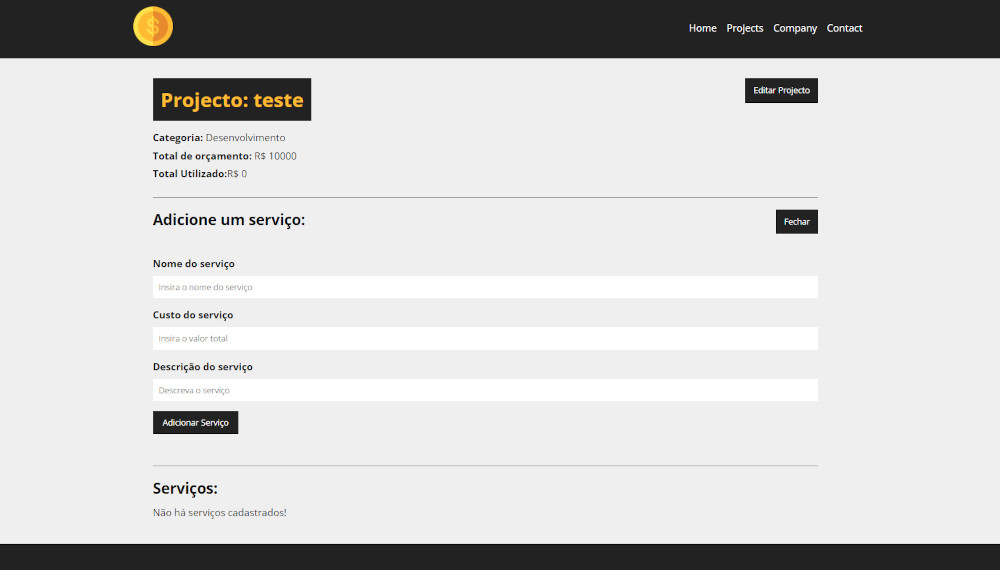 $
Home Projects Company Contact
Projecto: teste
Editar Projecto
Categoria: Desenvolvimento
Total de orçamento: R$ 10000
Total Utilizado:R$ 0
Adicione um serviço:
Fechar
Nome do serviço
Insira o nome do serviço
Custo do serviço
Insira o valor total
Descrição do serviço
Descreva o serviço
Adicionar Serviço
Serviços:
Não há serviços cadastrados!